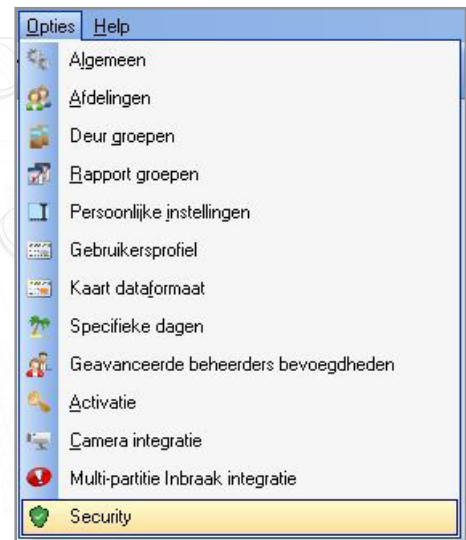 Opties Help
Algemeen
Afdelingen
Deur groepen
Rapport groepen
Persoonlijke instellingen
Gebruikersprofiel
Kaart dataformaat
Specifieke dagen
Geavanceerde beheerders bevoegdheden
Activatie
Camera integratie
Multi-partitie Inbraak integratie
Security